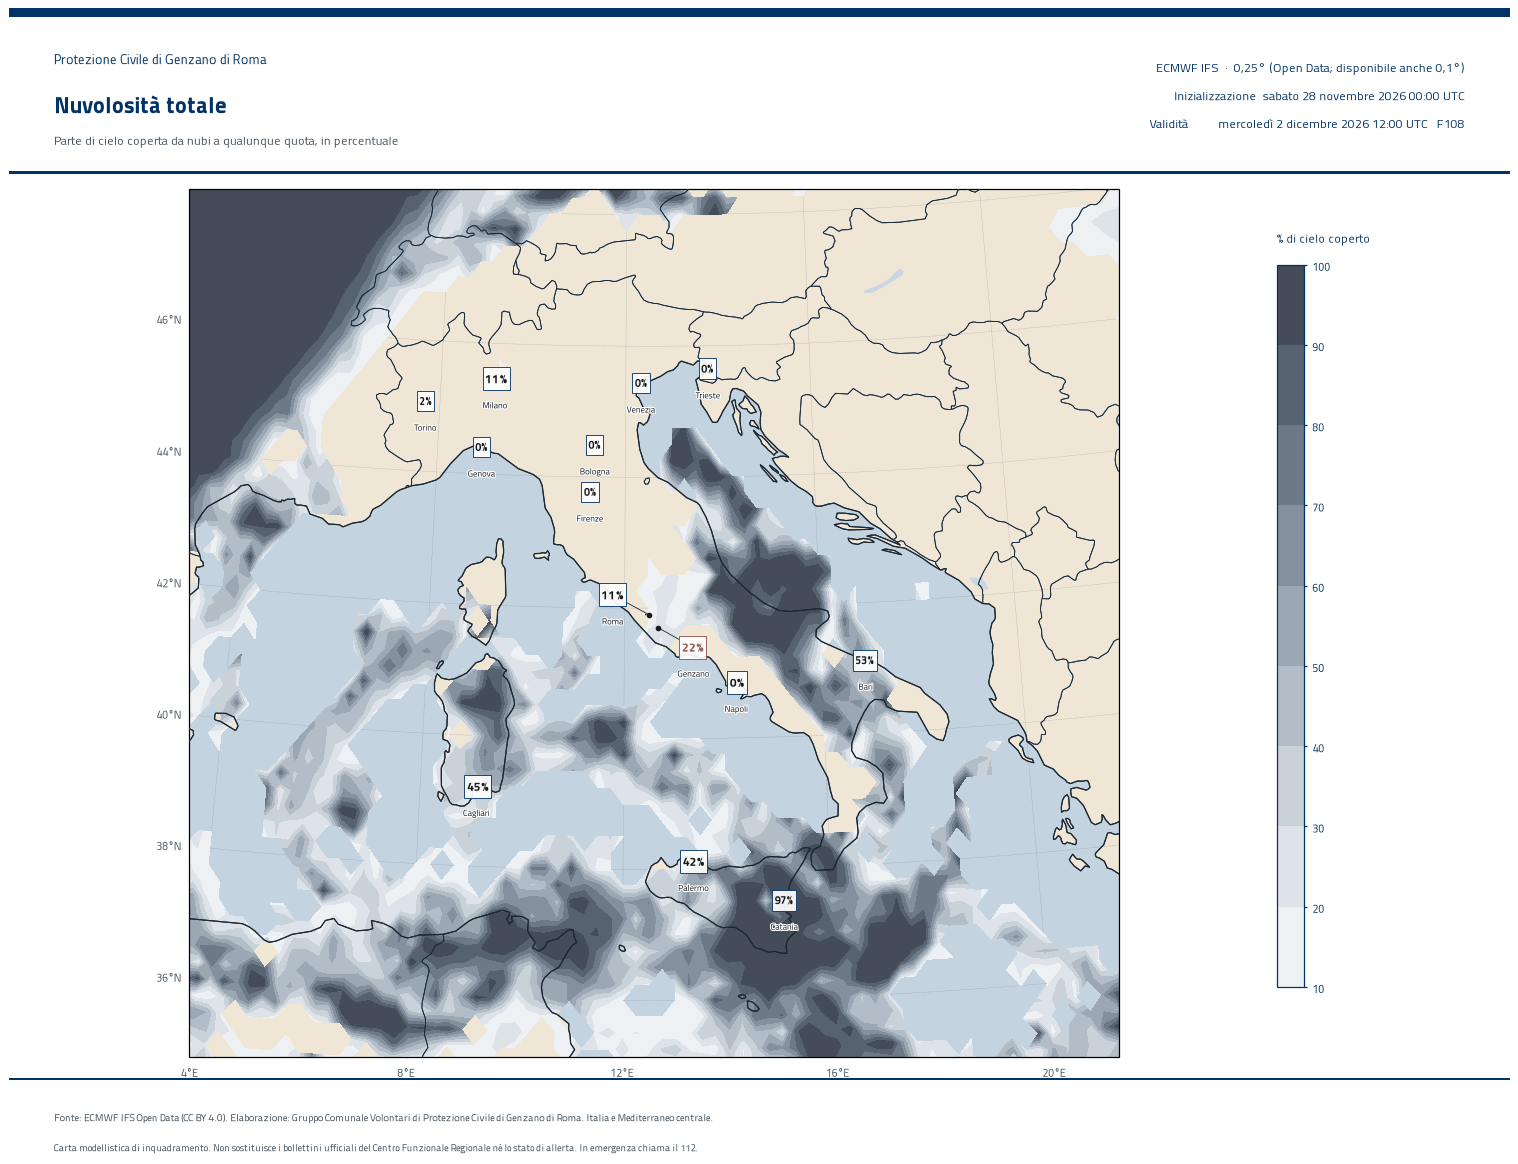 Protezione Civile di Genzano di Roma
Nuvolosità totale
Parte di cielo coperta da nubi a qualunque quota, in percentuale
ECMWF IFS · 0,25° (Open Data; disponibile anche 0,1°)
Inizializzazione sabato 28 novembre 2026 00:00 UTC
Validità mercoledì 2 dicembre 2026 12:00 UTC F108
% di cielo coperto
100
90
80
70
60
50
40
30
20
10
46°N
44°N
42°N
40°N
38°N
36°N
4°E
8°E
12°E
16°E
20°E
0%
Trieste
11%
Milano
0%
Venezia
2%
Torino
0%
Genova
0%
Bologna
0%
Firenze
11%
Roma
22%
Genzano
53%
Bari
0%
Napoli
45%
Cagliari
42%
Palermo
97%
Catania
Fonte: ECMWF IFS Open Data (CC BY 4.0). Elaborazione: Gruppo Comunale Volontari di Protezione Civile di Genzano di Roma. Italia e Mediterraneo centrale.
Carta modellistica di inquadramento. Non sostituisce i bollettini ufficiali del Centro Funzionale Regionale né lo stato di allerta. In emergenza chiama il 112.